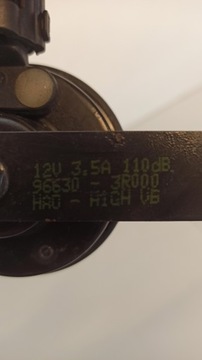 12V 3.5A 110dB
96630 - 3R000
HAO - HIGH VB